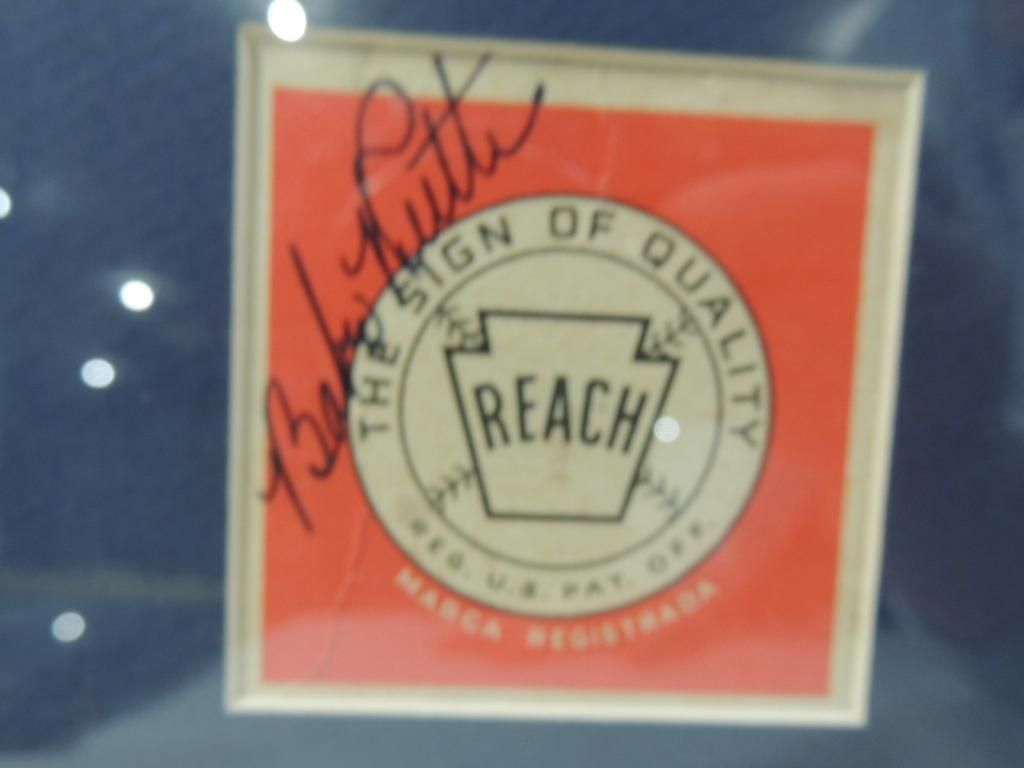 Babe Ruth
THE SIGN OF QUALITY
REACH
REG. U.S. PAT. OFF.
MARCA REGISTRADA